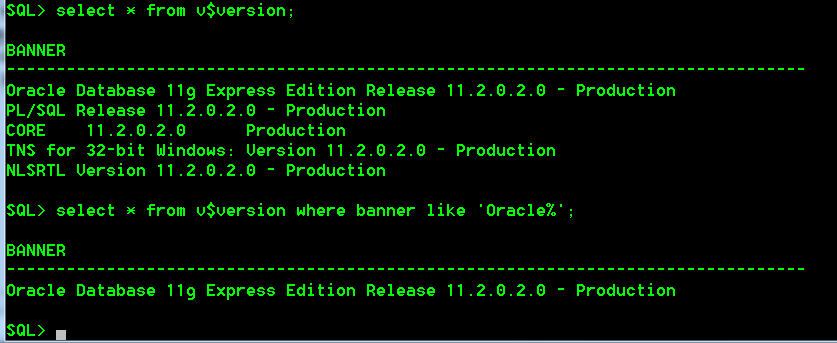 SQL> select * from v$version;
BANNER
--------------------------------------------------------------------------------
Oracle Database 11g Express Edition Release 11.2.0.2.0 - Production
PL/SQL Release 11.2.0.2.0 - Production
CORE    11.2.0.2.0      Production
TNS for 32-bit Windows: Version 11.2.0.2.0 - Production
NLSRTL Version 11.2.0.2.0 - Production
SQL> select * from v$version where banner like 'Oracle%';
BANNER
--------------------------------------------------------------------------------
Oracle Database 11g Express Edition Release 11.2.0.2.0 - Production
SQL>